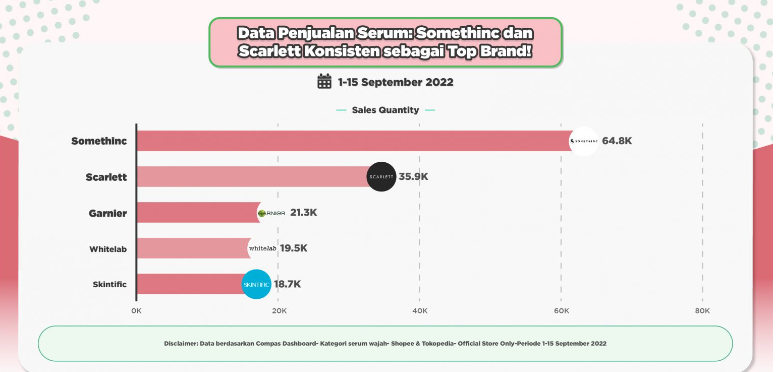 Data Penjualan Serum: Somethinc dan
Scarlett Konsisten sebagai Top Brand!
1-15 September 2022
Sales Quantity
Somethinc
SOMETHINC
64.8K
Scarlett
SCARLETT
35.9K
Garnier
GARNIER
21.3K
Whitelab
whitelab
19.5K
Skintific
SKINTIFIC
18.7K
0K
20K
40K
60K
80K
Disclaimer: Data berdasarkan Compas Dashboard- Kategori serum wajah- Shopee & Tokopedia- Official Store Only-Periode 1-15 September 2022